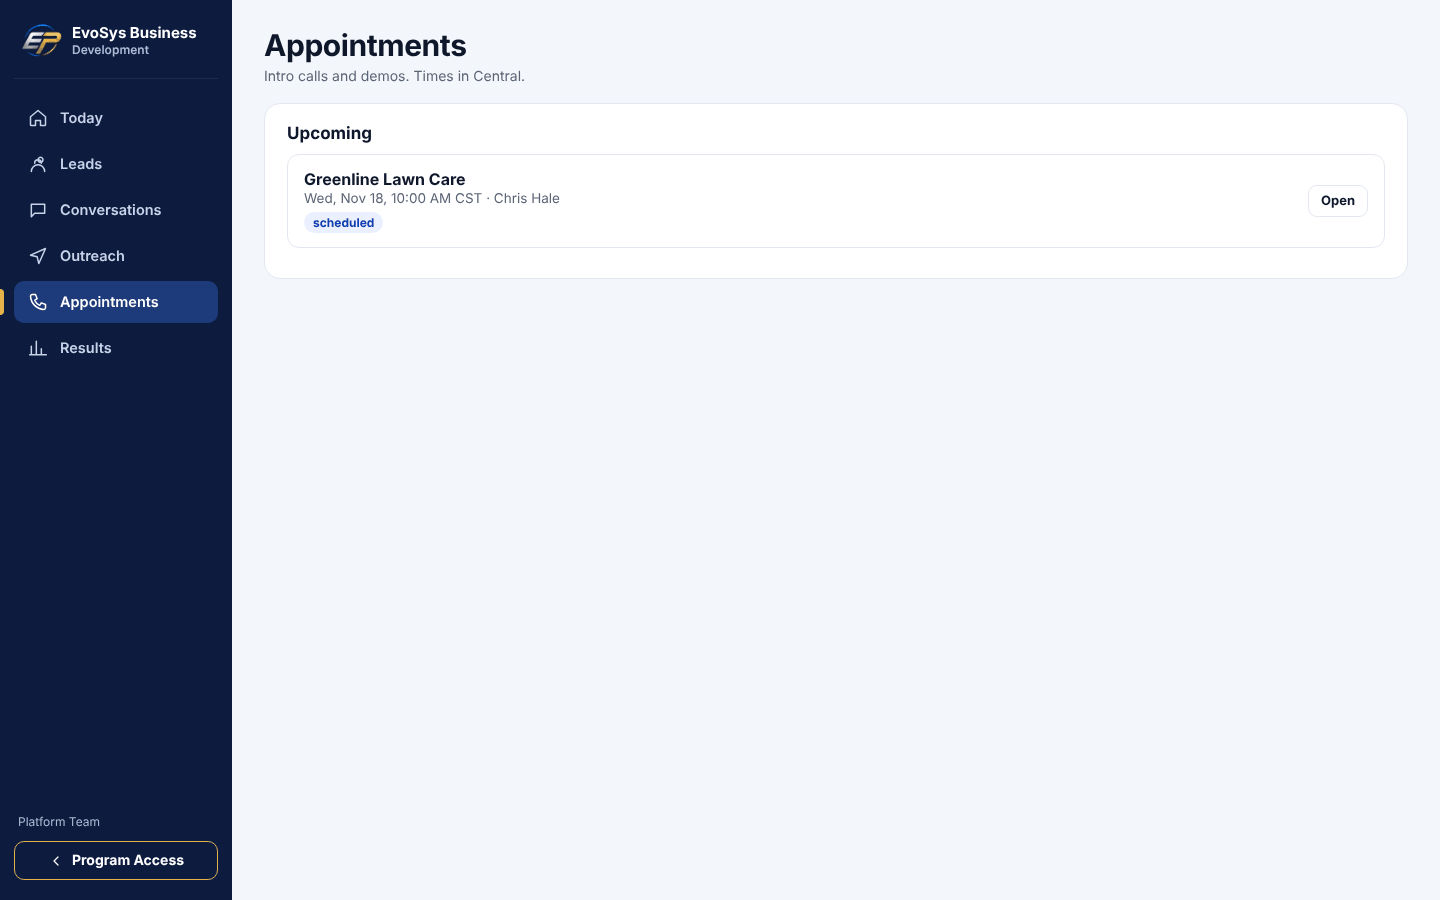 EP
EvoSys Business
Development
Today
Leads
Conversations
Outreach
Appointments
Results
Platform Team
Program Access
Appointments
Intro calls and demos. Times in Central.
Upcoming
Greenline Lawn Care
Wed, Nov 18, 10:00 AM CST · Chris Hale
scheduled
Open